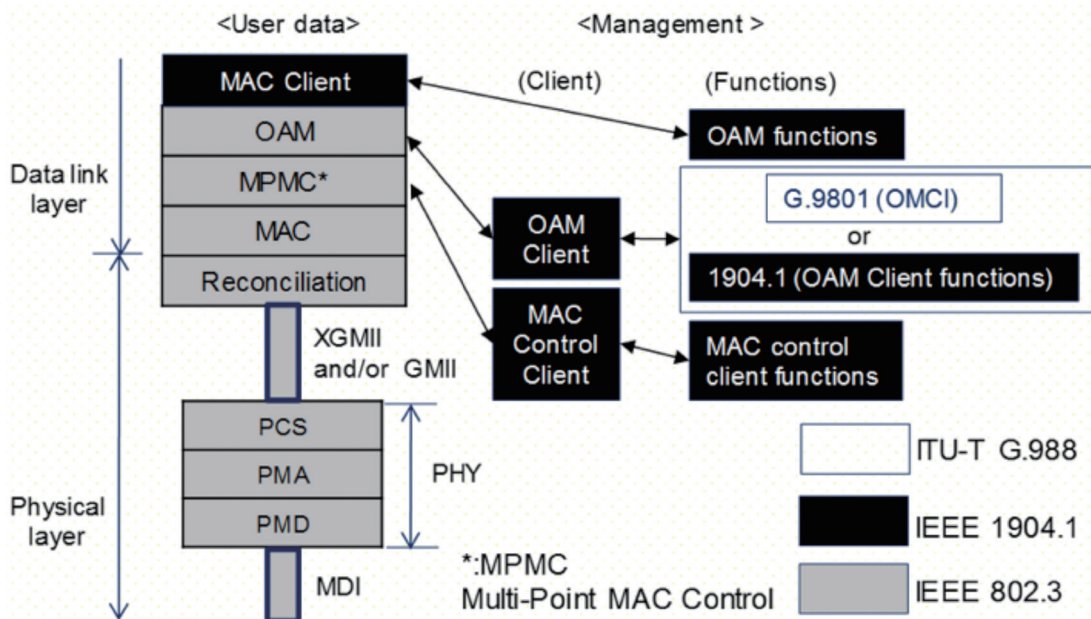 <User data>
<Management >
MAC Client
(Client)
(Functions)
OAM
OAM functions
Data link
layer
MPMC*
G.9801 (OMCI)
or
MAC
OAM
Client
1904.1 (OAM Client functions)
Reconciliation
XGMII
and/or GMII
MAC
Control
Client
MAC control
client functions
PCS
PMA
PMD
PHY
Physical
layer
MDI
*:MPMC
Multi-Point MAC Control
ITU-T G.988
IEEE 1904.1
IEEE 802.3